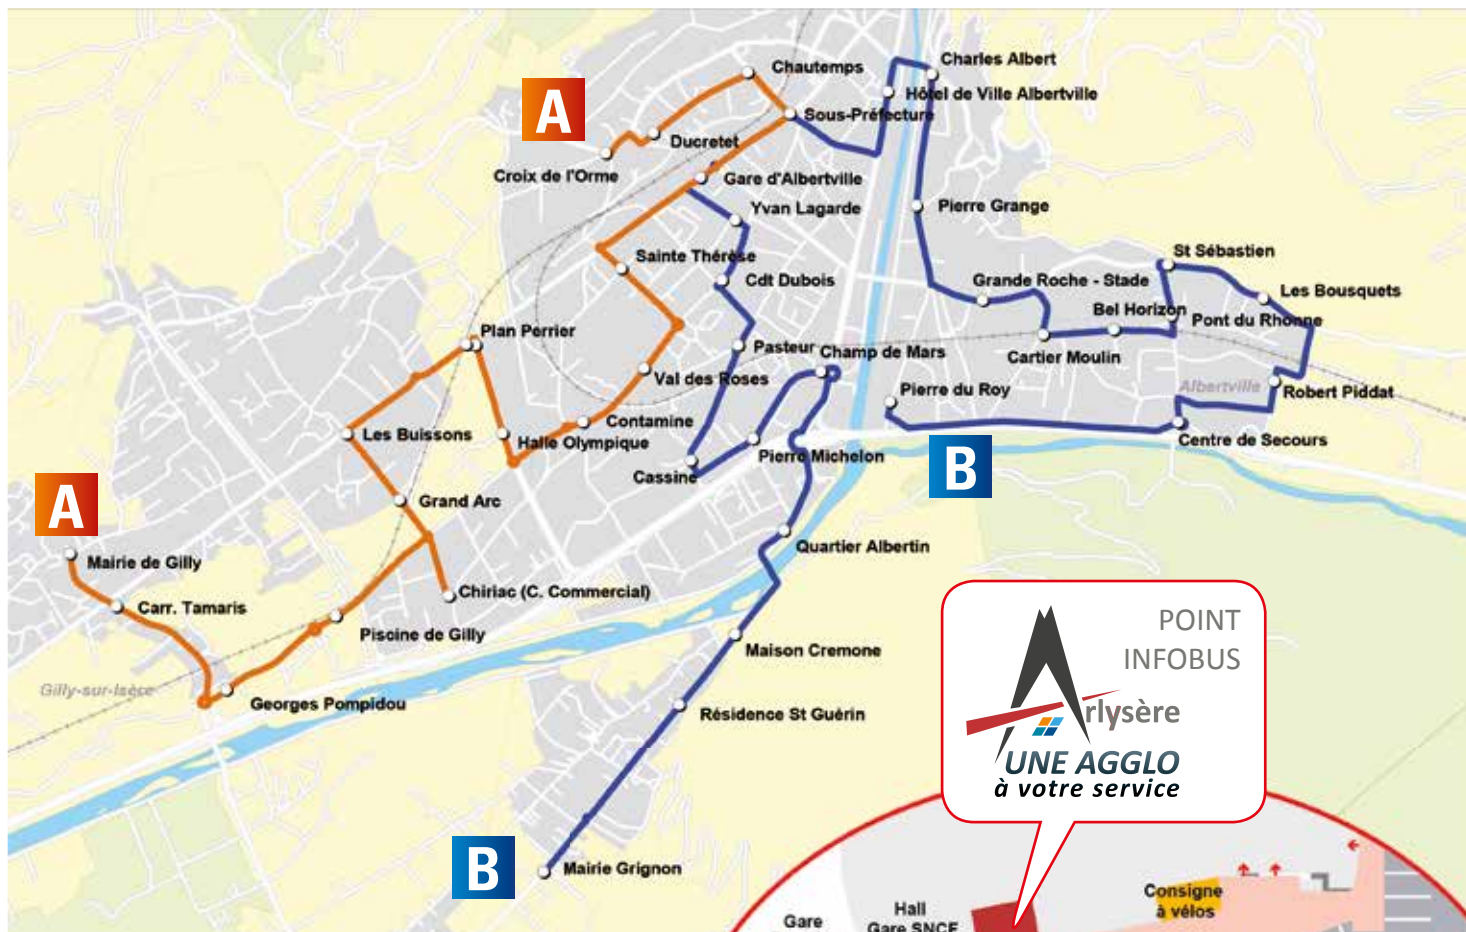 Chautemps
Charles Albert
A
Hôtel de Ville Albertville
Sous-Préfecture
Ducretet
Croix de l'Orme
Gare d'Albertville
Yvan Lagarde
Pierre Grange
Sainte Thérèse
St Sébastien
Cdt Dubois
Grande Roche - Stade
Les Bousquets
Bel Horizon
Pont du Rhonne
Plan Perrier
Pasteur
Champ de Mars
Cartier Moulin
Val des Roses
Pierre du Roy
Albertville
Robert Piddat
Contamine
Les Buissons
Halle Olympique
Centre de Secours
Pierre Michelon
Cassine
B
Grand Arc
A
Quartier Albertin
Mairie de Gilly
Chiriac (C. Commercial)
Carr. Tamaris
Piscine de Gilly
Maison Cremone
Gilly-sur-Isère
Georges Pompidou
Résidence St Guérin
POINT
INFOBUS
Arlysère
UNE AGGLO
à votre service
B
Mairie Grignon
Consigne
à vélos
Gare
Hall
Gare SNCF